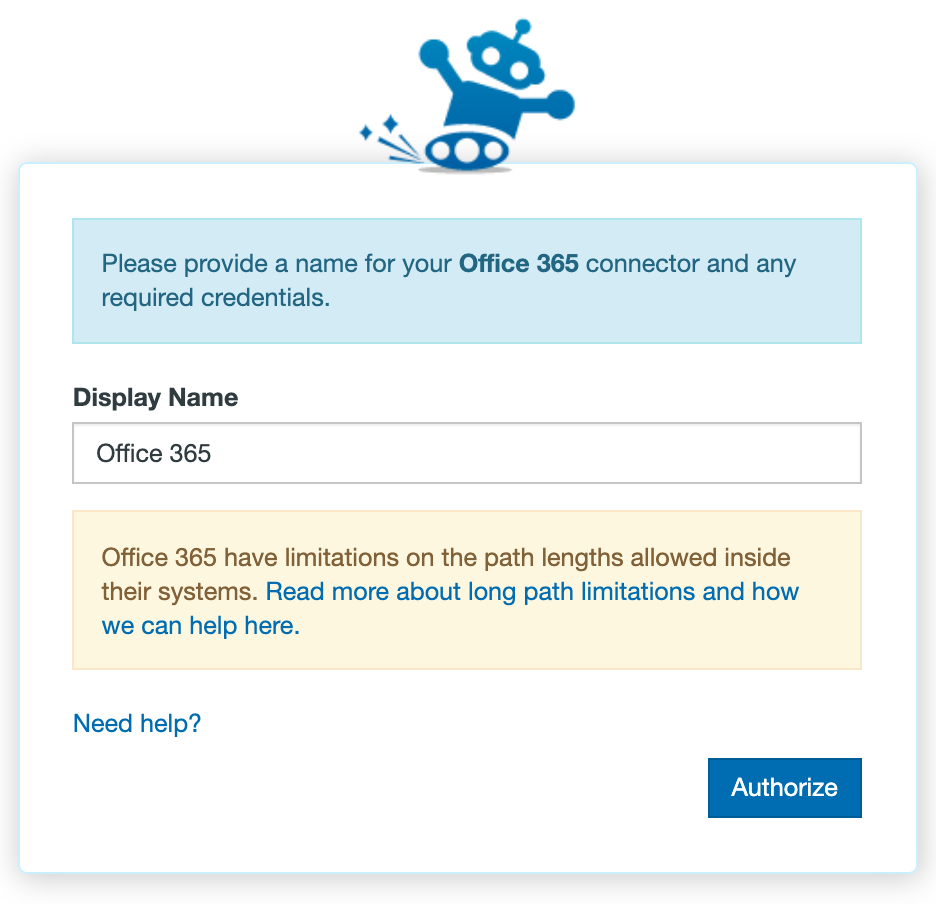 Please provide a name for your Office 365 connector and any
required credentials.
Display Name
Office 365
Office 365 have limitations on the path lengths allowed inside
their systems. Read more about long path limitations and how
we can help here.
Need help?
Authorize